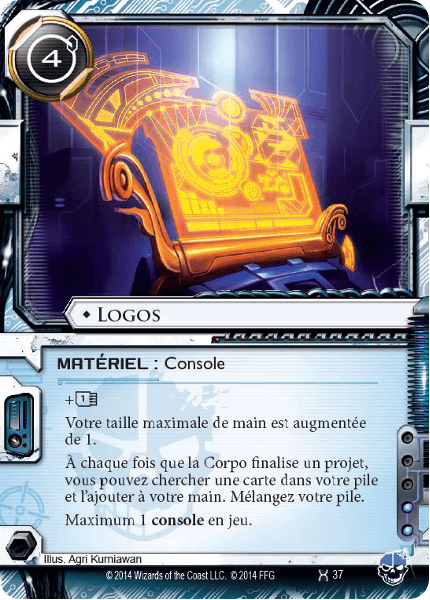 4
♦ Logos
MATÉRIEL : Console
+1
Votre taille maximale de main est augmentée
de 1.
À chaque fois que la Corpo finalise un projet,
vous pouvez chercher une carte dans votre pile
et l'ajouter à votre main. Mélangez votre pile.
Maximum 1 console en jeu.
Illus. Agri Kurniawan
© 2014 Wizards of the Coast LLC. © 2014 FFG 37